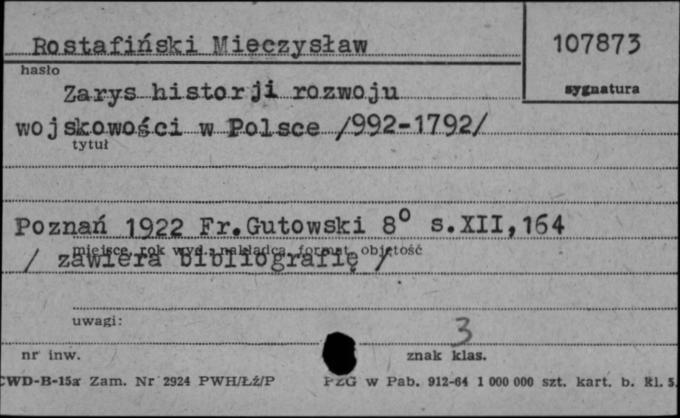 Rostafiński Mieczysław
107873
hasło
sygnatura
Zarys historji rozwoju
wojskowości w Polsce /992-1792/
tytuł
Poznań 1922 Fr.Gutowski 8° s.XII,164
miejsce, rok wyd., nakładca, format, objętość
/ zawiera bibliografię /
uwagi:
3
nr inw.
znak klas.
CWD-B-15a Zam. Nr 2924 PWH/Łź/P
PZG w Pab. 912-64 1 000 000 szt. kart. b. kl. 5.